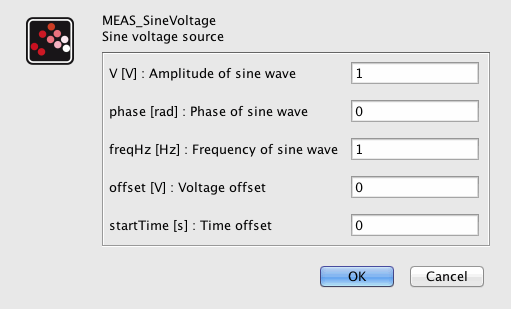 MEAS_SineVoltage
Sine voltage source
V [V] : Amplitude of sine wave 1
phase [rad] : Phase of sine wave 0
freqHz [Hz] : Frequency of sine wave 1
offset [V] : Voltage offset 0
startTime [s] : Time offset 0
OK Cancel